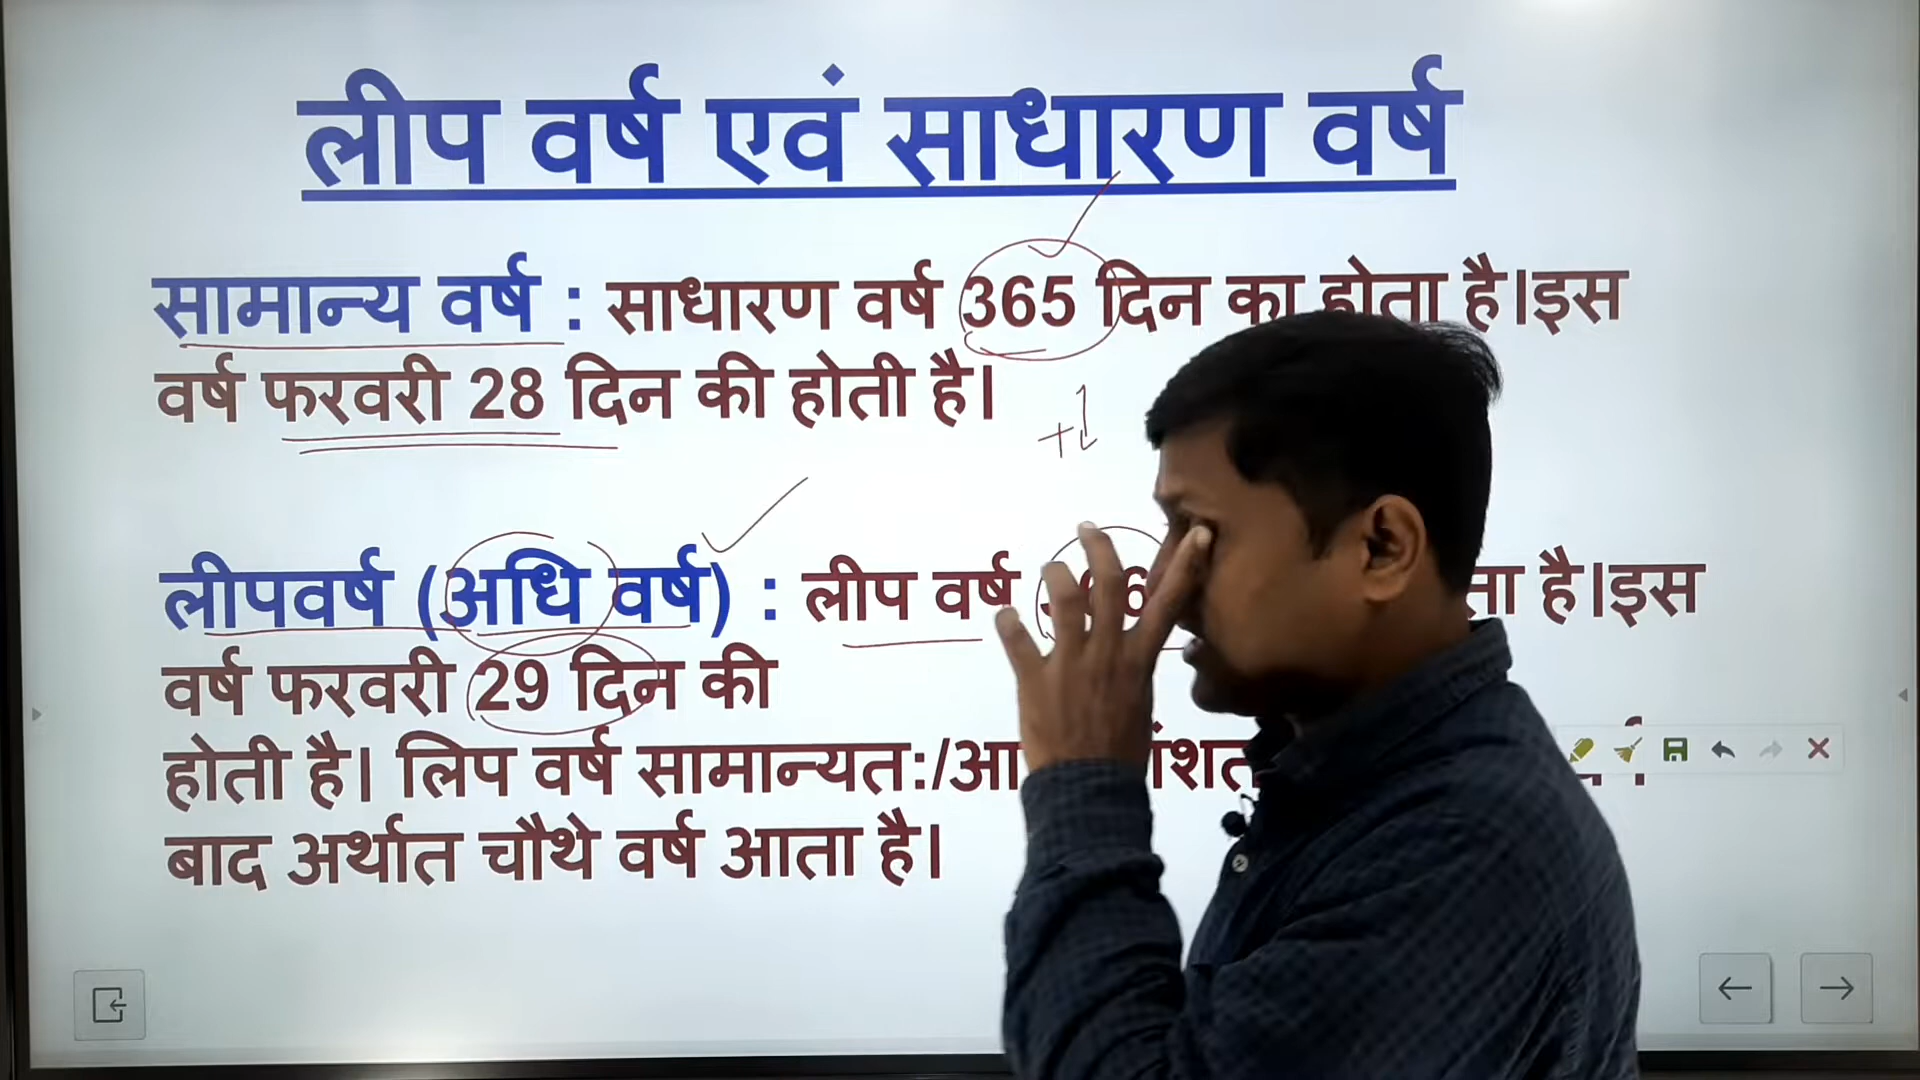 लीप वर्ष एवं साधारण वर्ष
सामान्य वर्ष : साधारण वर्ष 365 दिन का होता है।इस
वर्ष फरवरी 28 दिन की होती है।
+1
लीपवर्ष (अधि वर्ष) : लीप वर्ष है।इस
वर्ष फरवरी 29 दिन की
होती है। लिप वर्ष सामान्यत:/
बाद अर्थात चौथे वर्ष आता है।